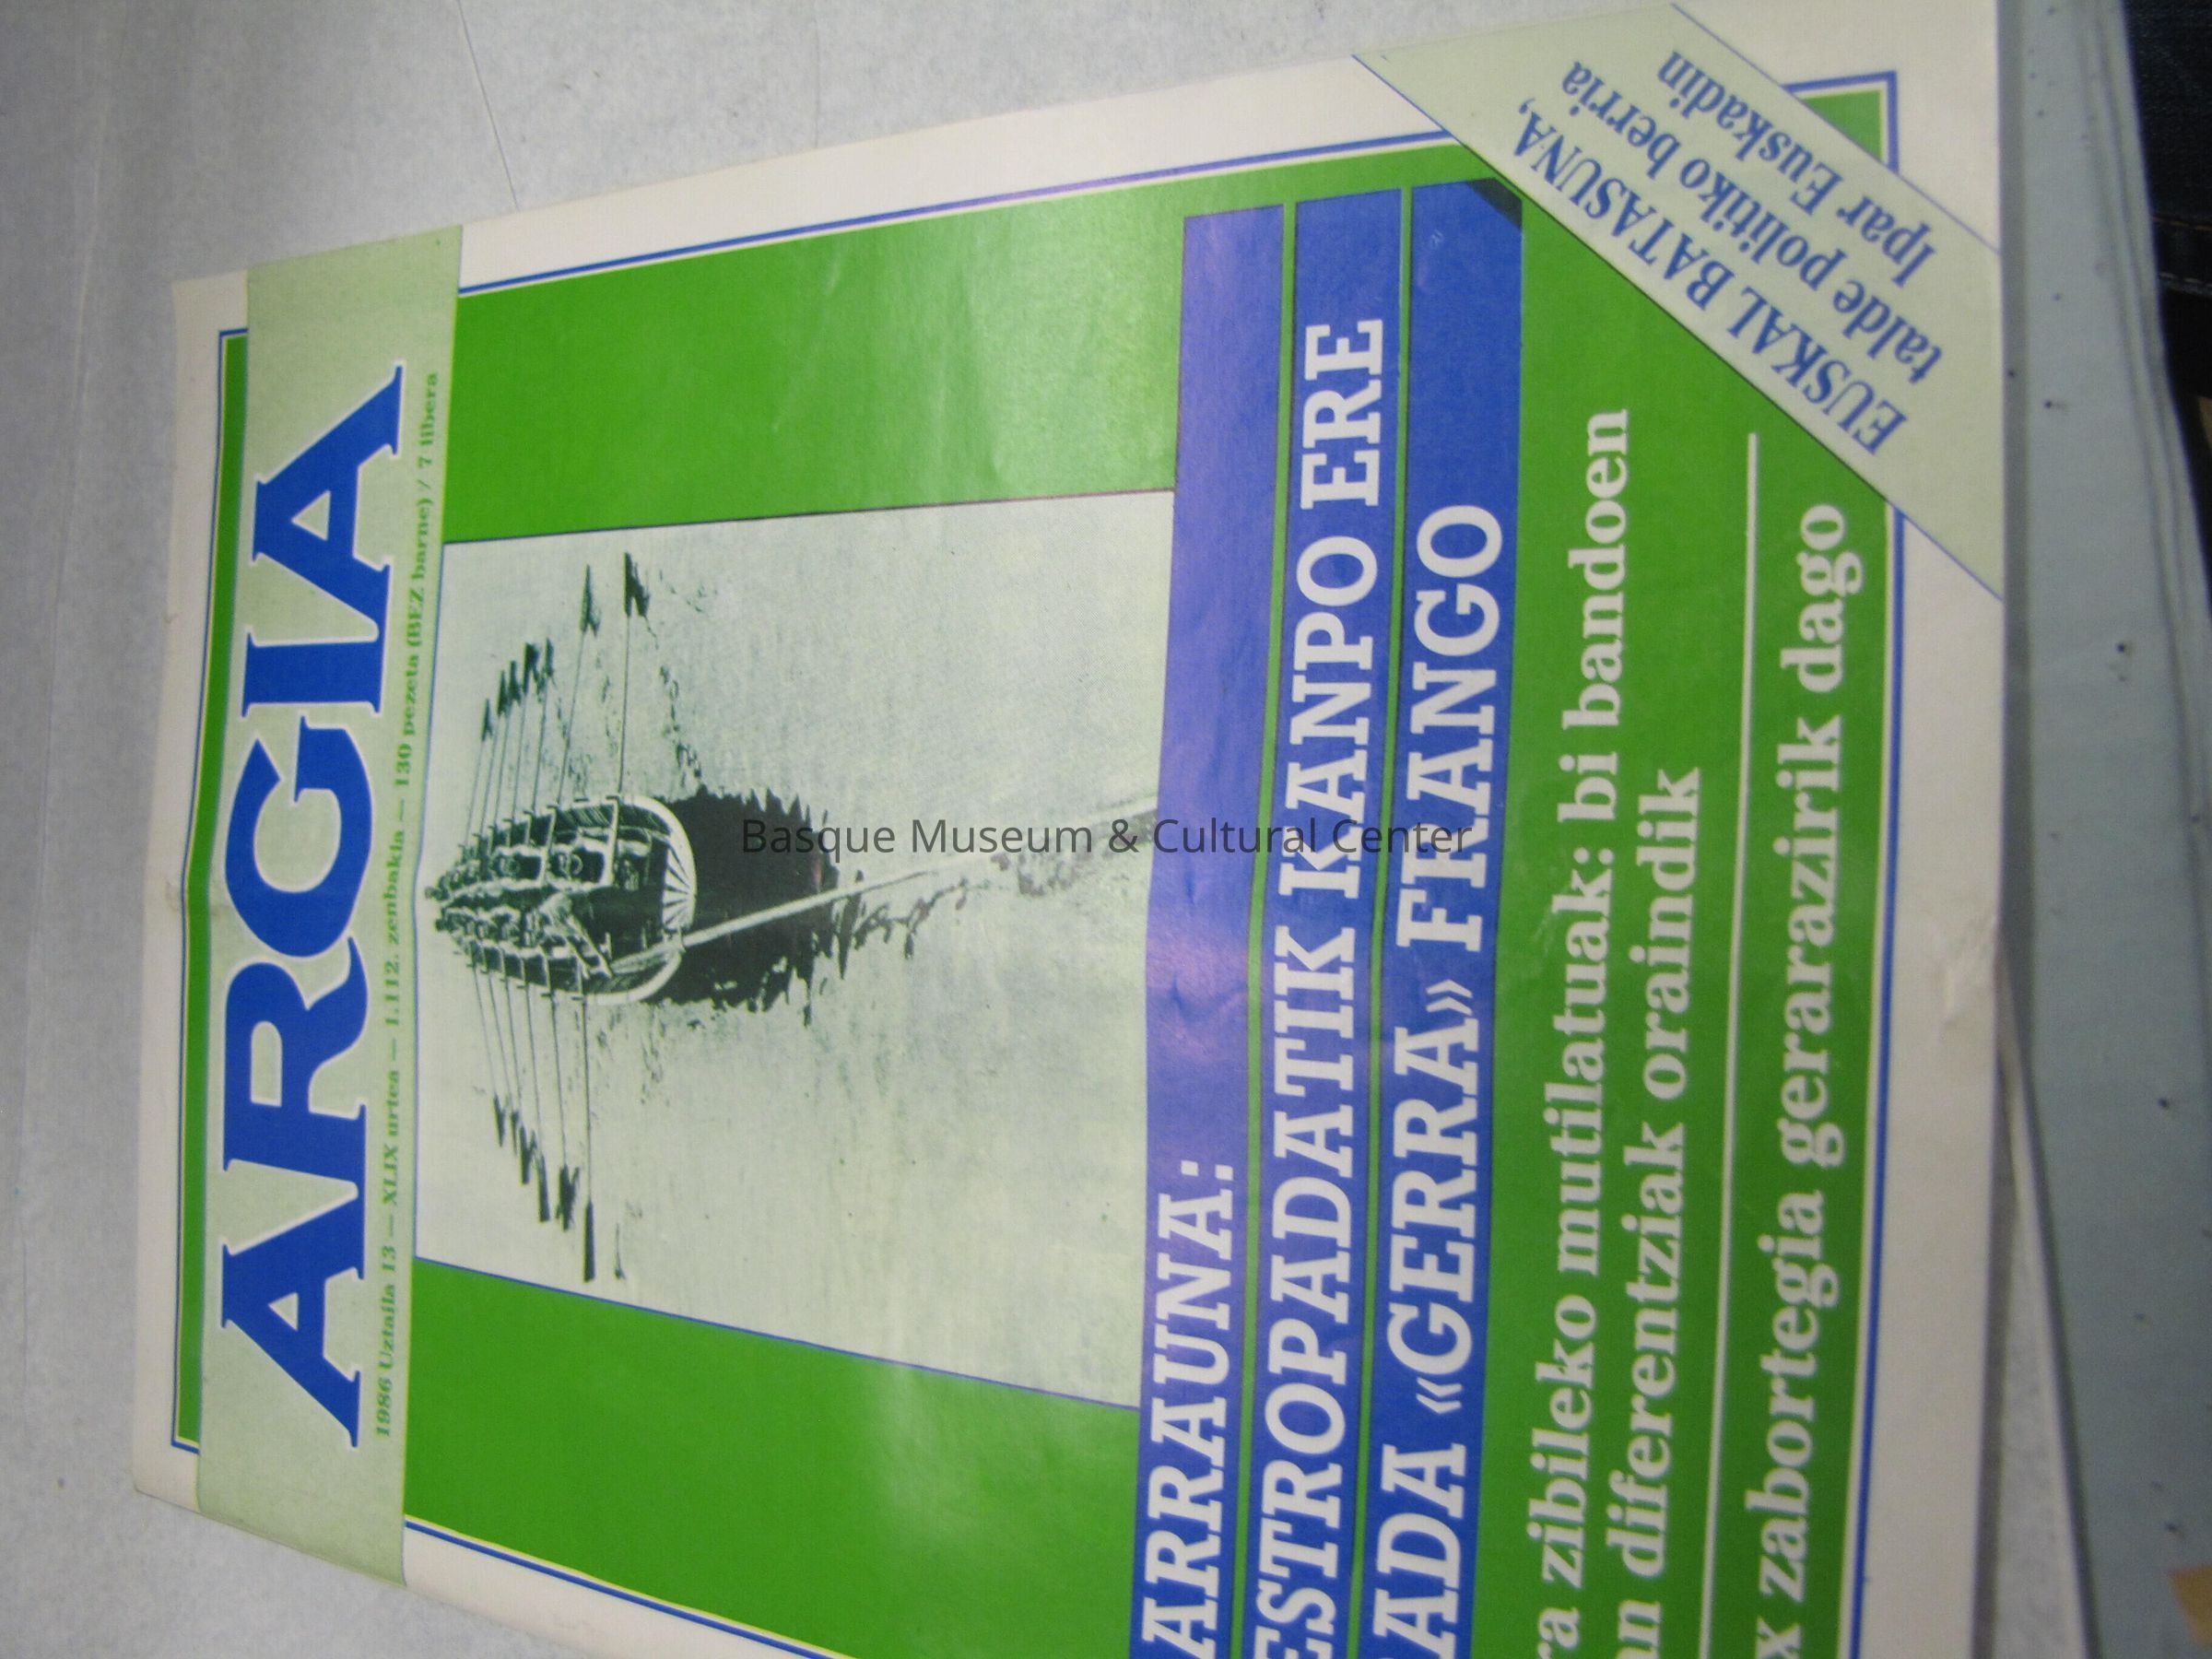 ARGIA
1986 Uztaila 13 — XLIX urtea — 1.112. zenbakia — 130 pezeta (BEZ barne) / 7 libera
ARRAUNA:
ESTROPADATIK KANPO ERE
ADA «GERRA» FRANGO
ra zibileko mutilatuak: bi bandoen
n diferentziak oraindik
x zabortegia gerarazirik dago
EUSKAL BATASUNA,
talde politiko berria
Ipar Euskadin
Basque Museum & Cultural Center